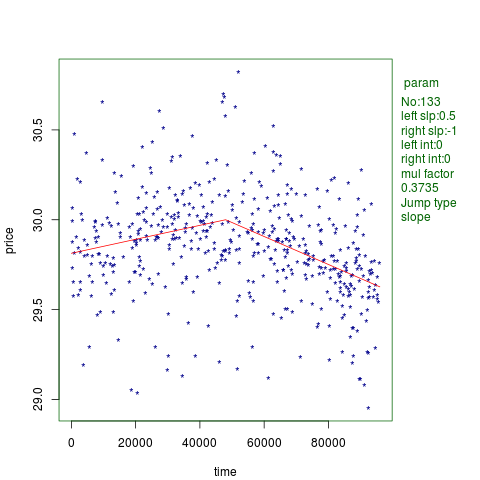 param
No:133
left slp:0.5
right slp:-1
left int:0
right int:0
mul factor
0.3735
Jump type
slope
price
30.5
30.0
29.5
29.0
0 20000 40000 60000 80000
time